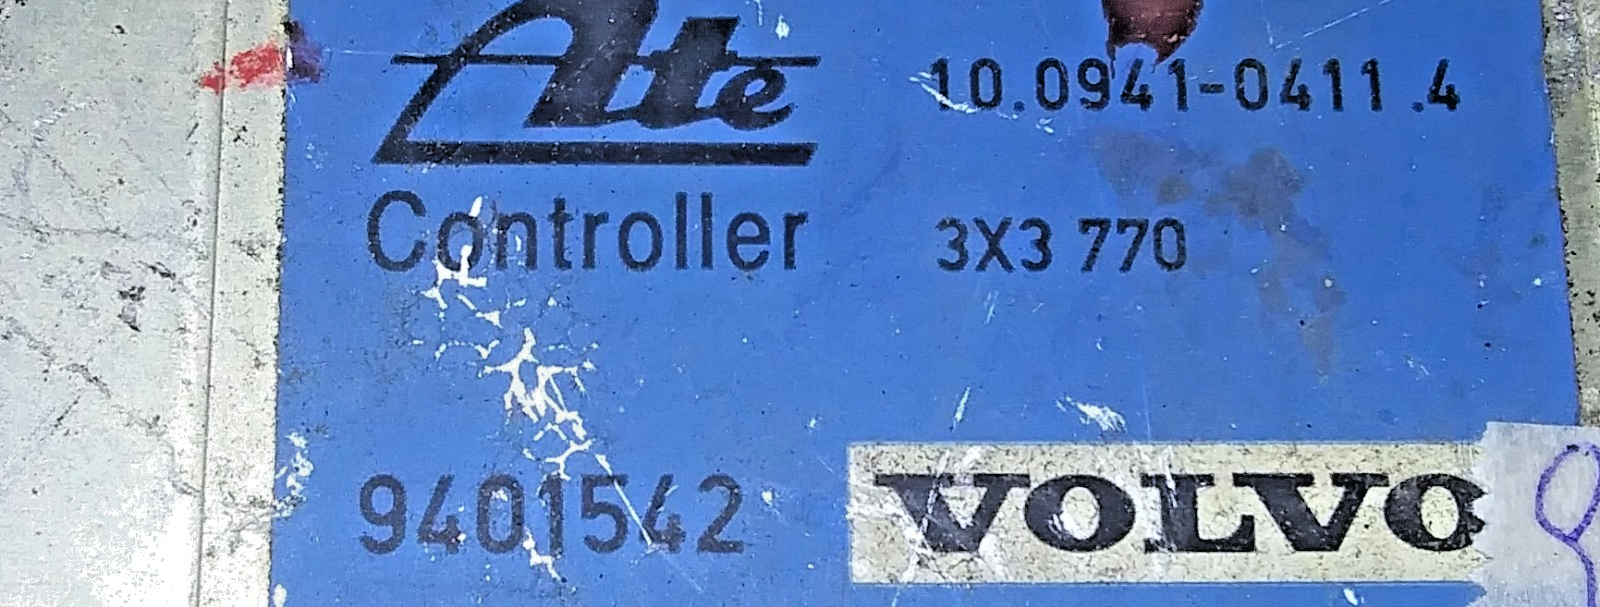 Ate 10.0941-0411.4
Controller 3X3 770
9401542 VOLVO